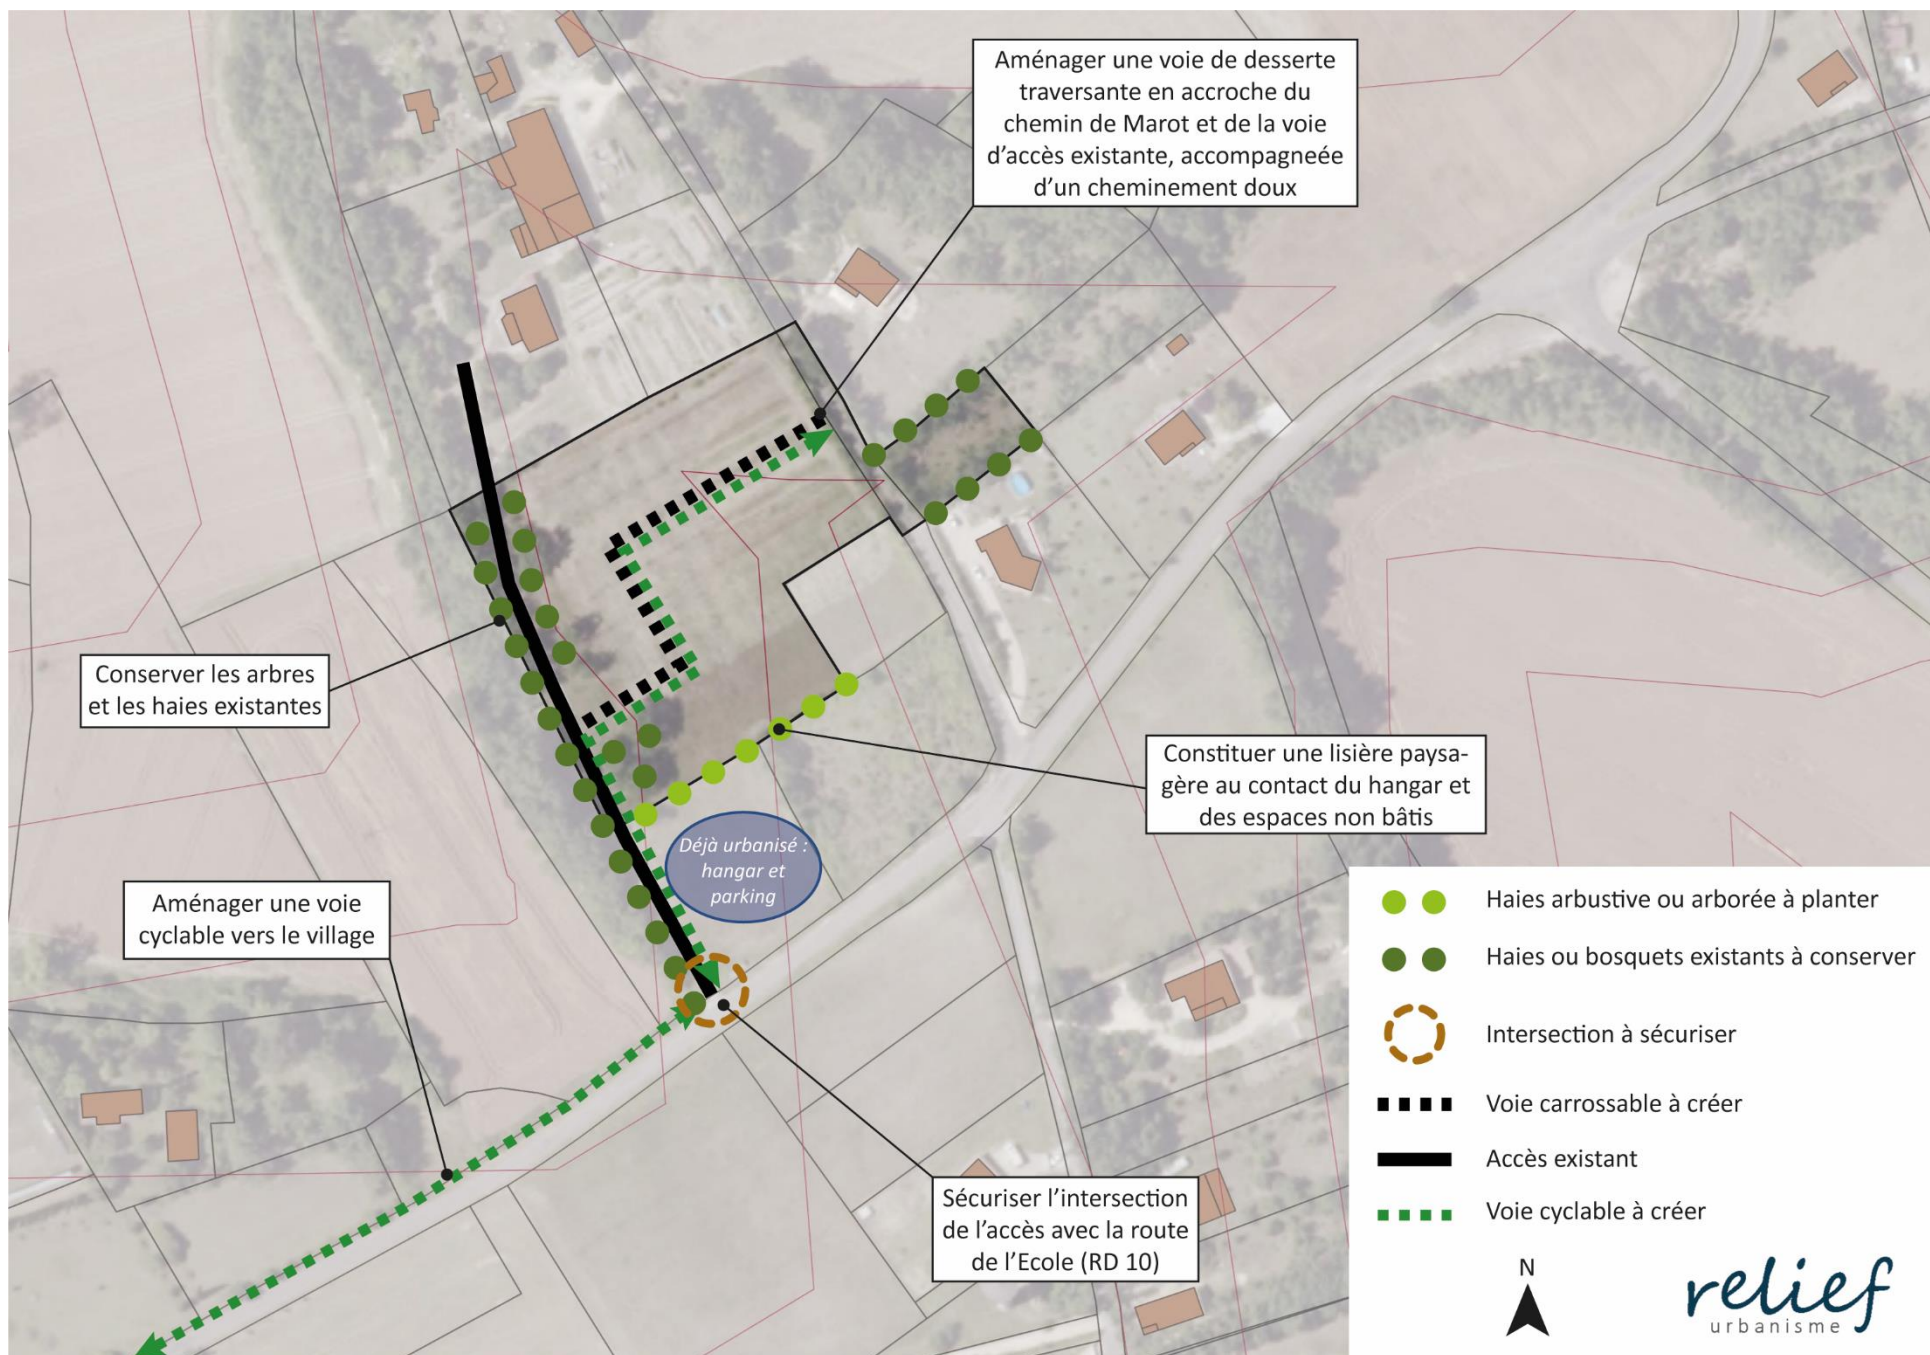 Aménager une voie de desserte
traversante en accroche du
chemin de Marot et de la voie
d’accès existante, accompagneée
d’un cheminement doux
Conserver les arbres
et les haies existantes
Constituer une lisière paysa-
gère au contact du hangar et
des espaces non bâtis
Déjà urbanisé :
hangar et
parking
Aménager une voie
cyclable vers le village
Sécuriser l’intersection
de l’accès avec la route
de l’Ecole (RD 10)
Haies arbustive ou arborée à planter
Haies ou bosquets existants à conserver
Intersection à sécuriser
Voie carrossable à créer
Accès existant
Voie cyclable à créer
N
relief
urbanisme